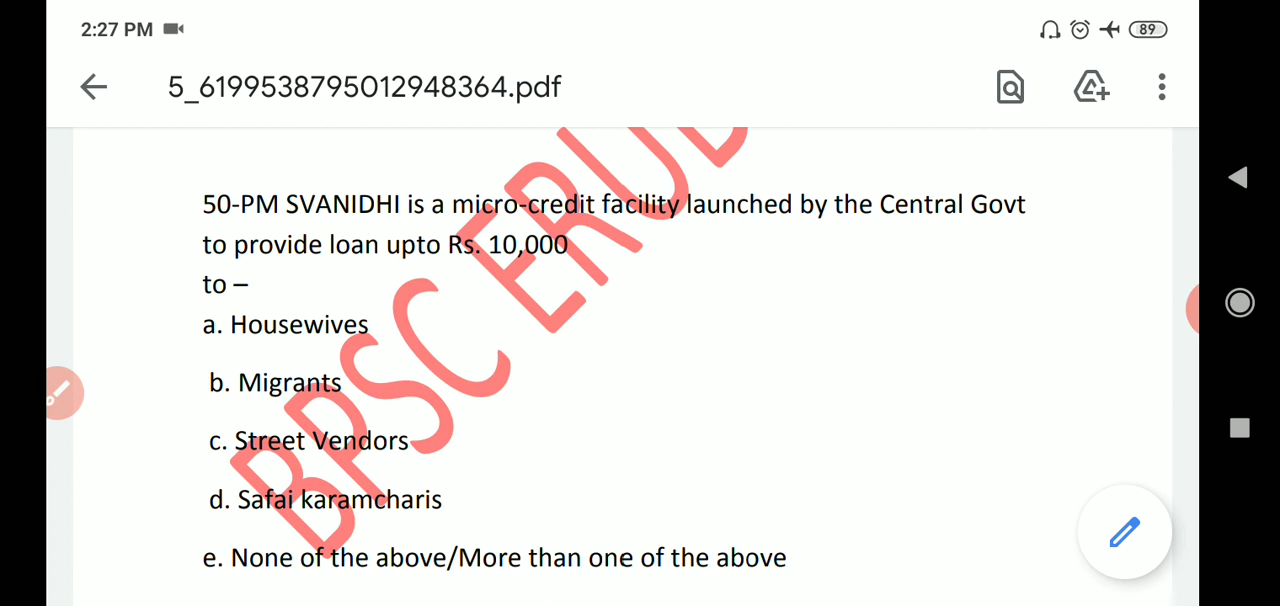 2:27 PM
89
5_6199538795012948364.pdf
50-PM SVANIDHI is a micro-credit facility launched by the Central Govt
to provide loan upto Rs. 10,000
to –
a. Housewives
b. Migrants
c. Street Vendors
d. Safai karamcharis
e. None of the above/More than one of the above
BPSC